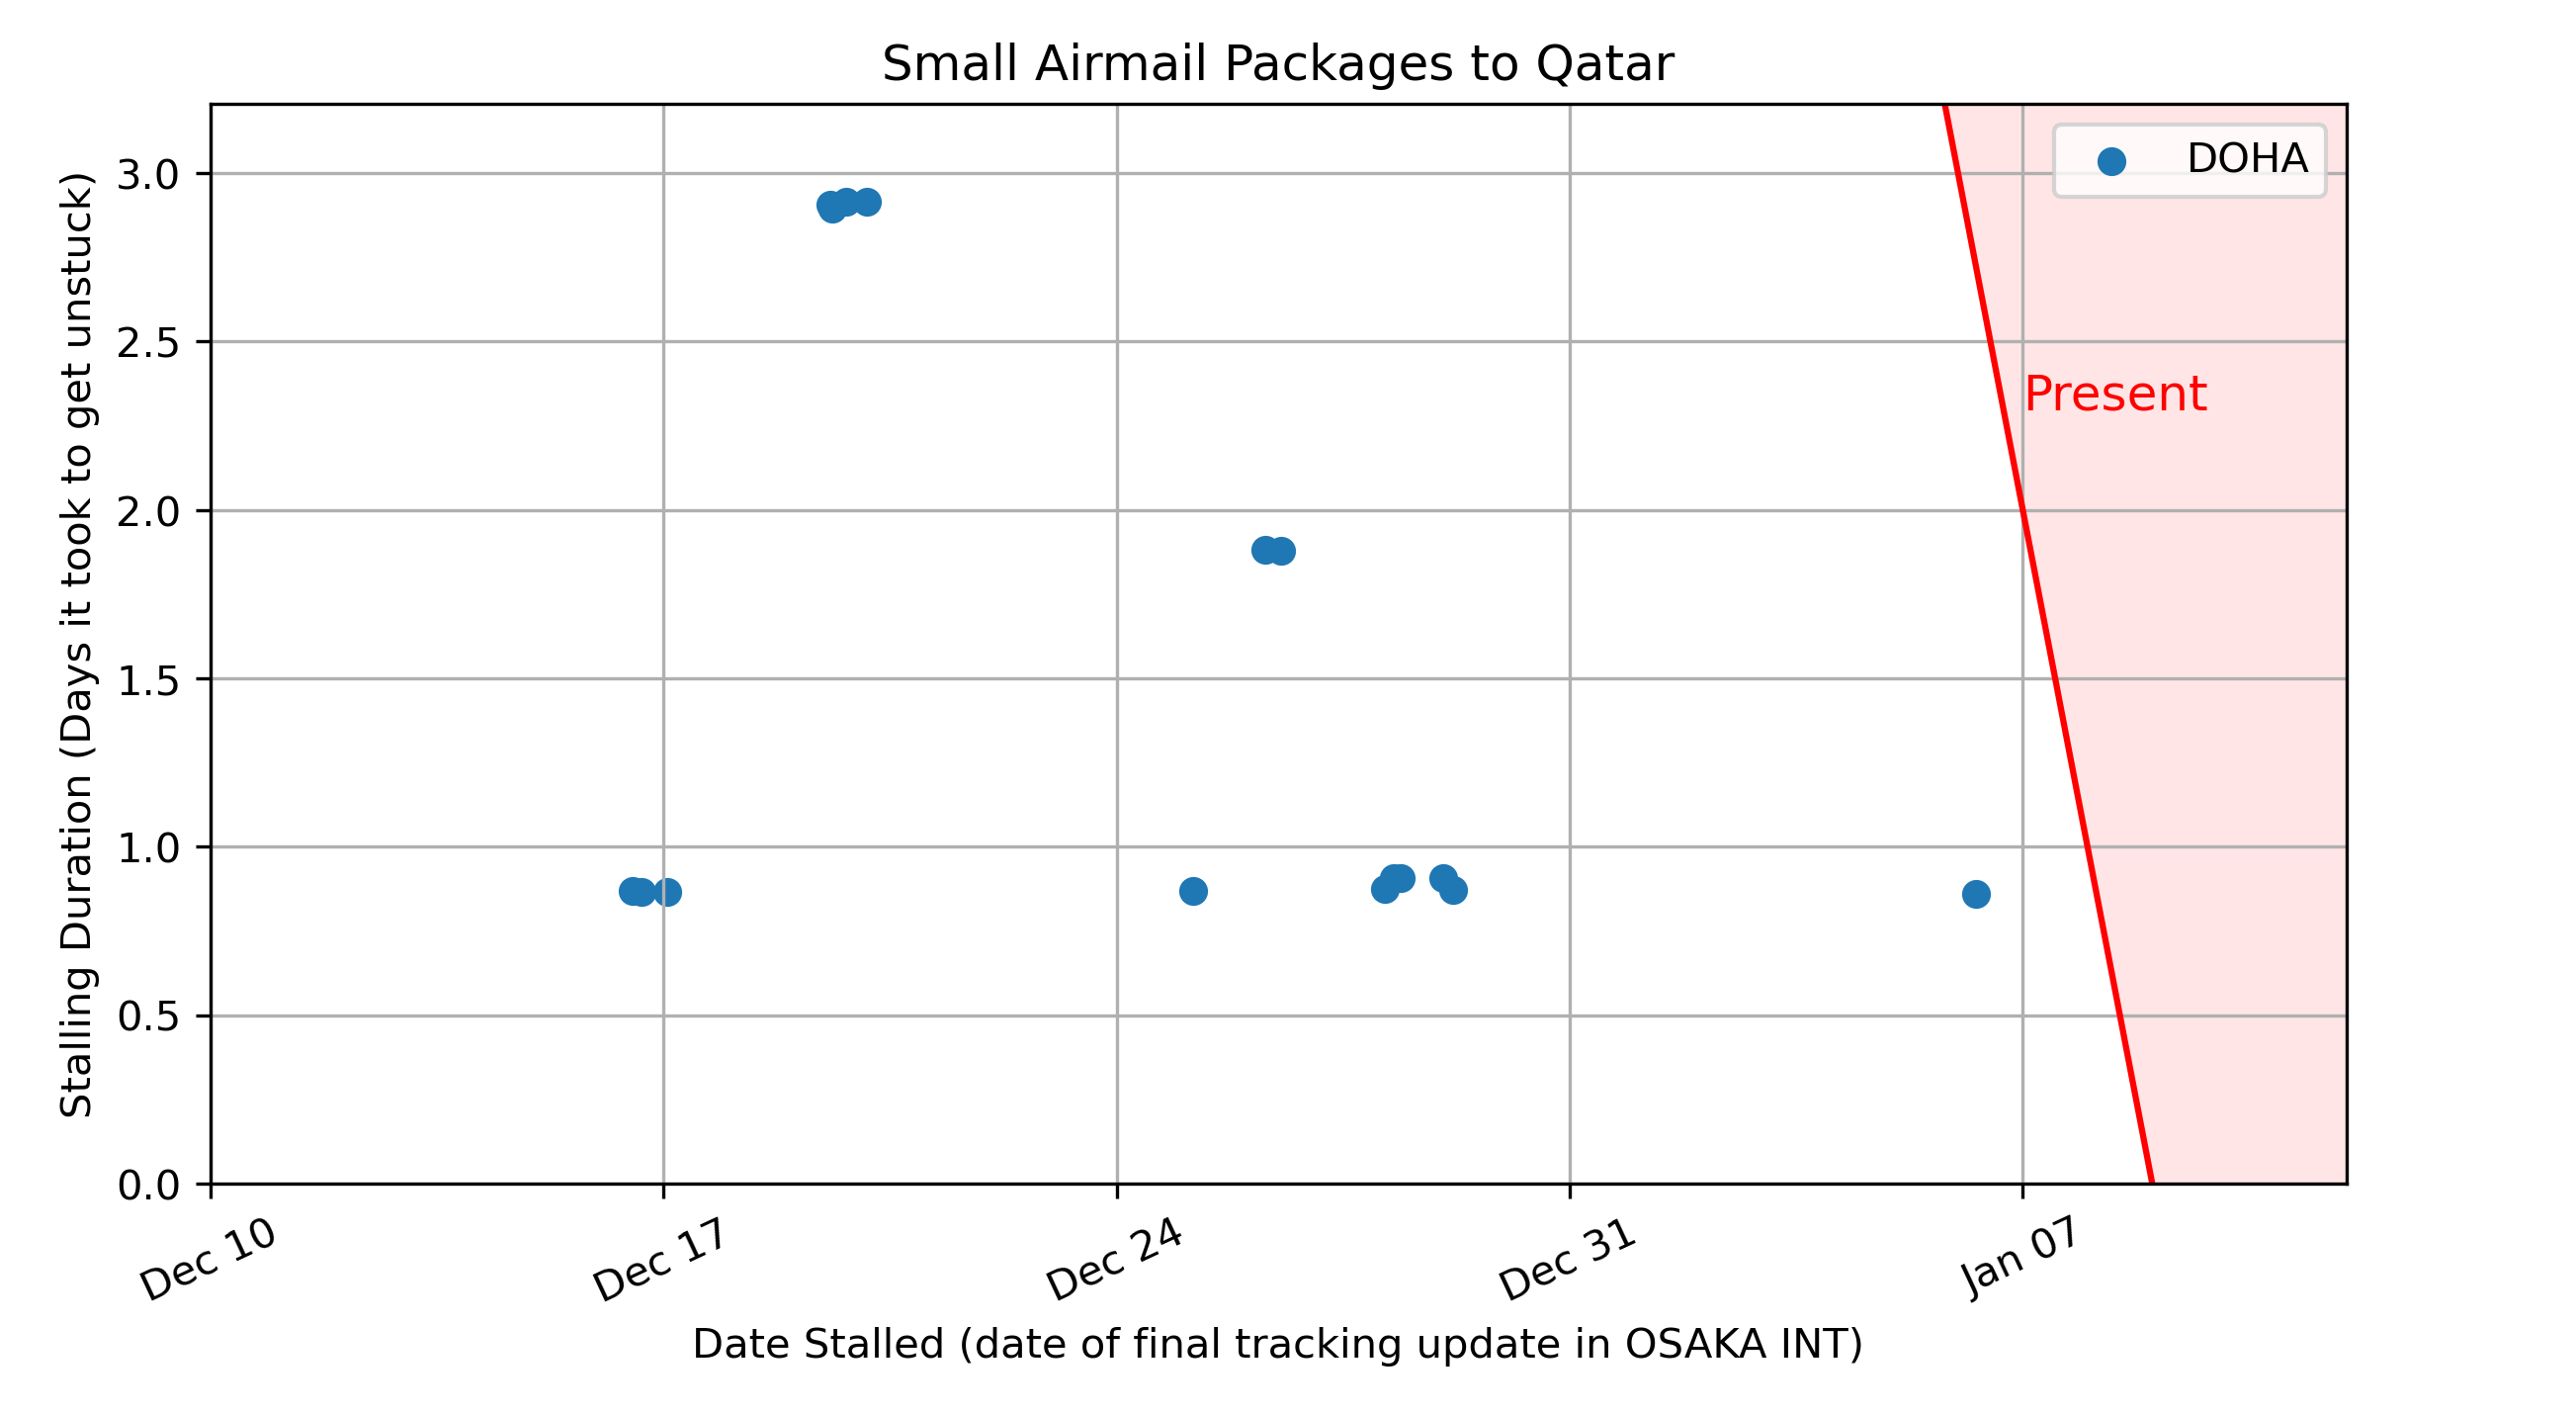 Small Airmail Packages to Qatar
DOHA
Present
Stalling Duration (Days it took to get unstuck)
3.0
2.5
2.0
1.5
1.0
0.5
0.0
Dec 10
Dec 17
Dec 24
Dec 31
Jan 07
Date Stalled (date of final tracking update in OSAKA INT)